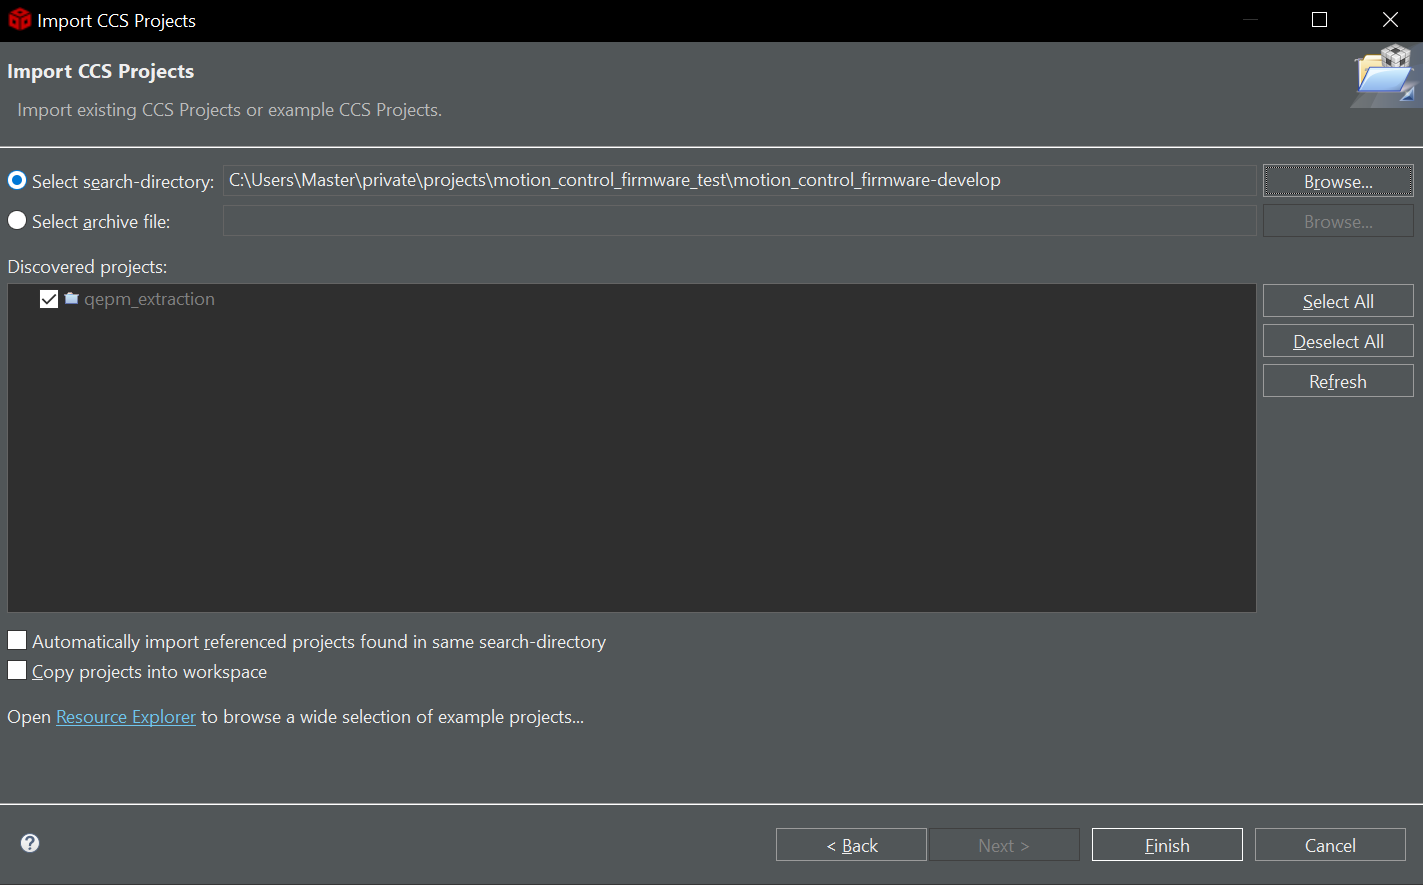 Import CCS Projects
Import CCS Projects
Import existing CCS Projects or example CCS Projects.
Select search-directory: C:\Users\Master\private\projects\motion_control_firmware_test\motion_control_firmware-develop Browse...
Select archive file: Browse...
Discovered projects:
qepm_extraction
Select All
Deselect All
Refresh
Automatically import referenced projects found in same search-directory
Copy projects into workspace
Open Resource Explorer to browse a wide selection of example projects...
? < Back Next > Finish Cancel